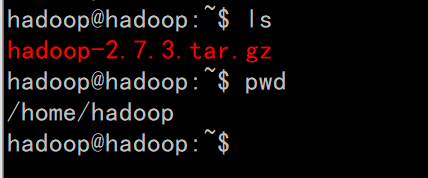 hadoop@hadoop:~$ ls
hadoop-2.7.3.tar.gz
hadoop@hadoop:~$ pwd
/home/hadoop
hadoop@hadoop:~$